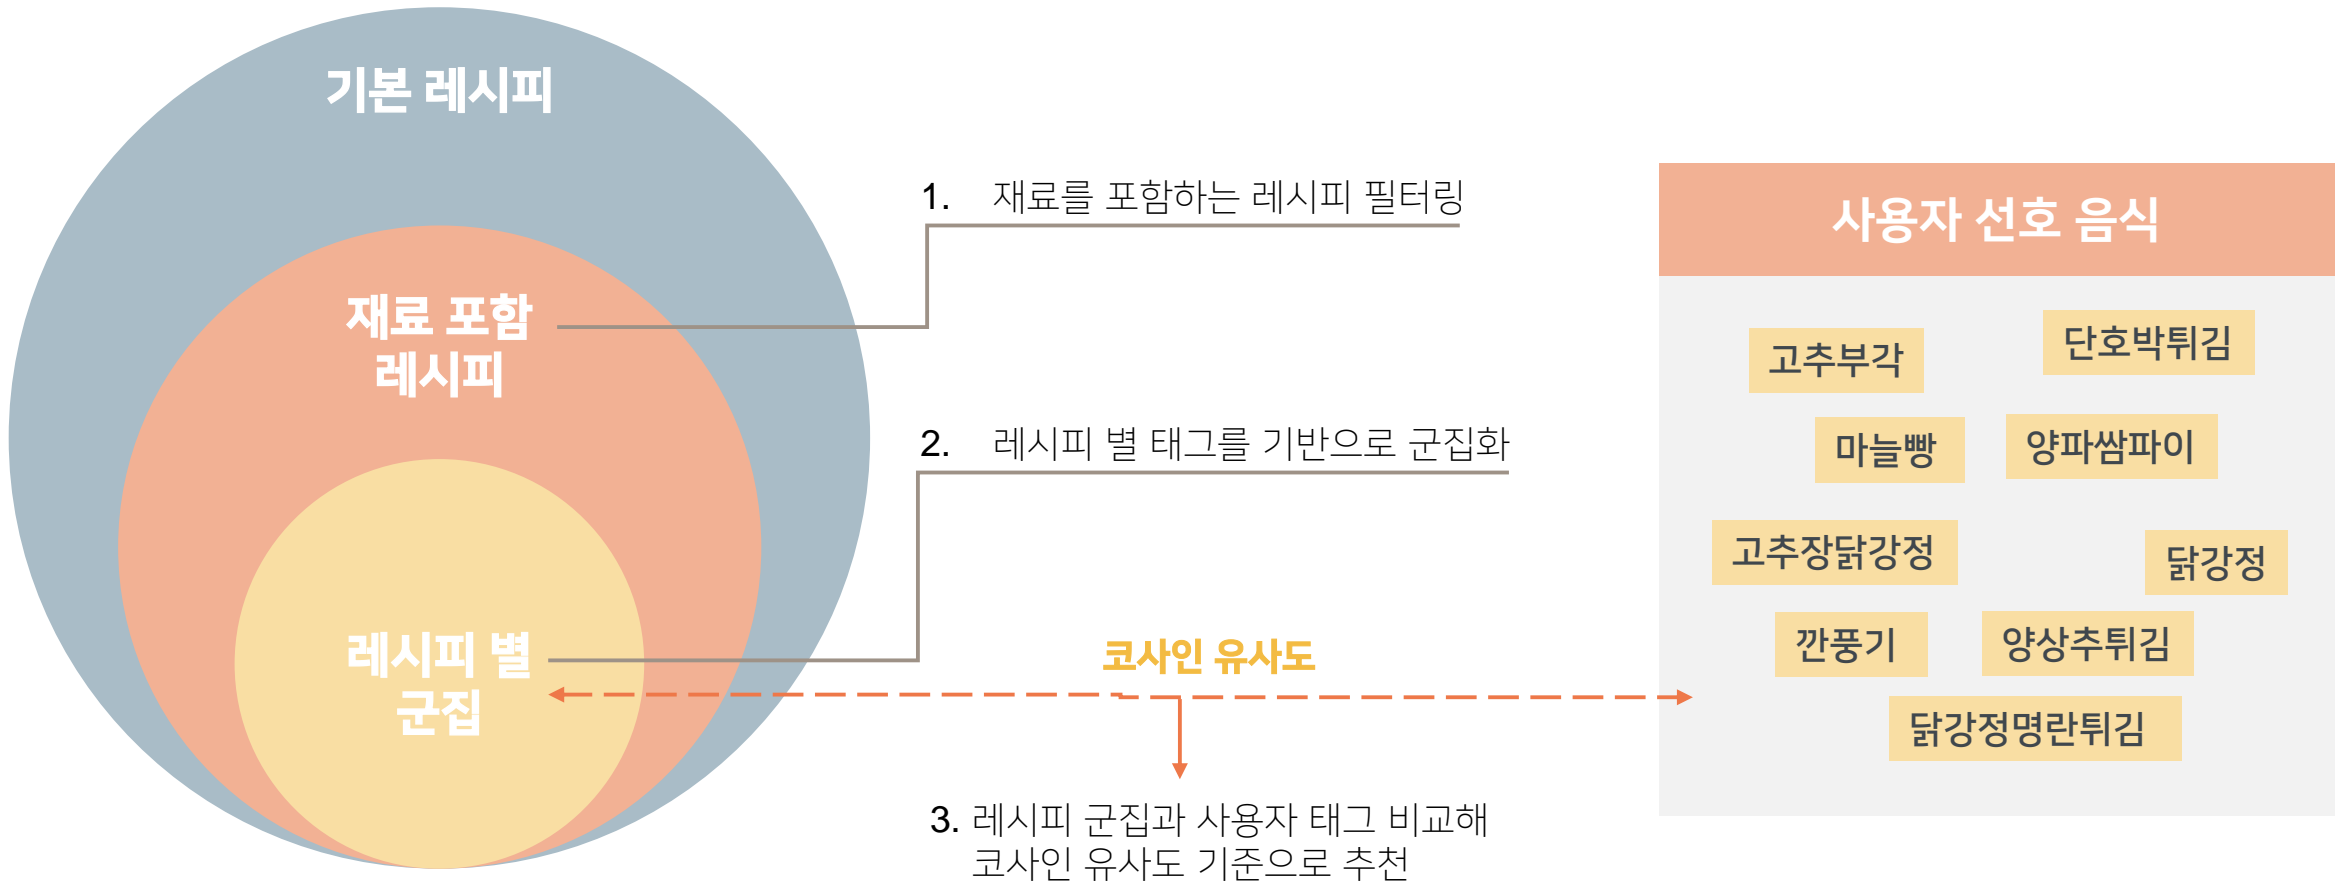 기본 레시피
재료 포함
레시피
레시피 별
군집
1. 재료를 포함하는 레시피 필터링
2. 레시피 별 태그를 기반으로 군집화
코사인 유사도
3. 레시피 군집과 사용자 태그 비교해
코사인 유사도 기준으로 추천
사용자 선호 음식
고추부각
단호박튀김
마늘빵
양파쌈파이
고추장닭강정
닭강정
깐풍기
양상추튀김
닭강정명란튀김